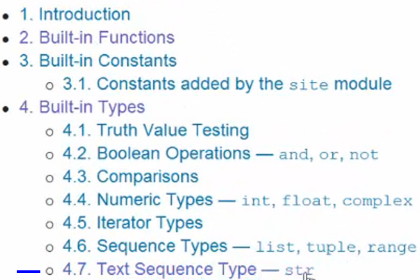 1. Introduction
2. Built-in Functions
3. Built-in Constants
3.1. Constants added by the site module
4. Built-in Types
4.1. Truth Value Testing
4.2. Boolean Operations — and, or, not
4.3. Comparisons
4.4. Numeric Types — int, float, complex
4.5. Iterator Types
4.6. Sequence Types — list, tuple, range
4.7. Text Sequence Type — str